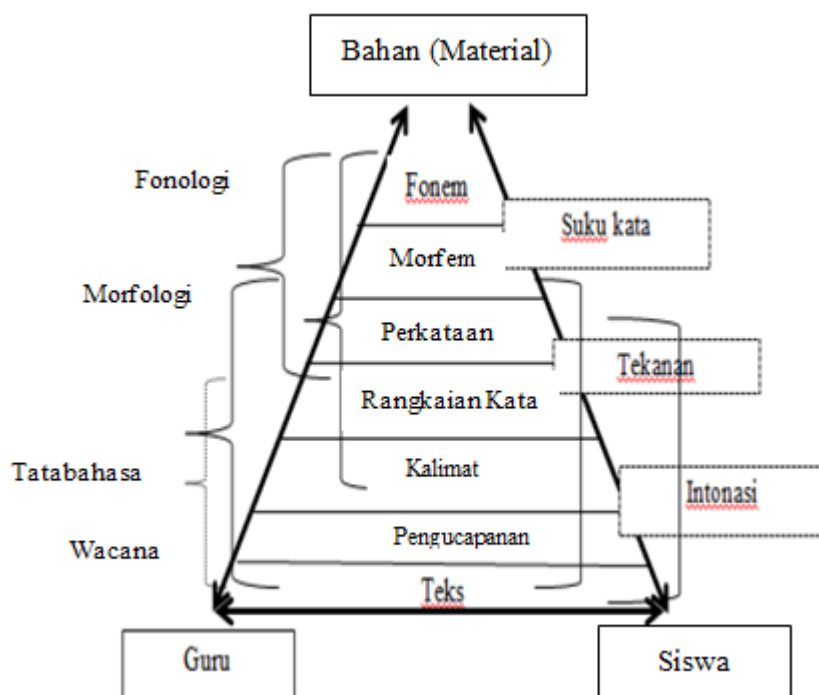 Bahan (Material)
Fonologi
Fonem
Suku kata
Morfem
Morfologi
Perkataan
Tekanan
Rangkaian Kata
Tatabahasa
Kalimat
Intonasi
Wacana
Pengucapanan
Teks
Guru
Siswa